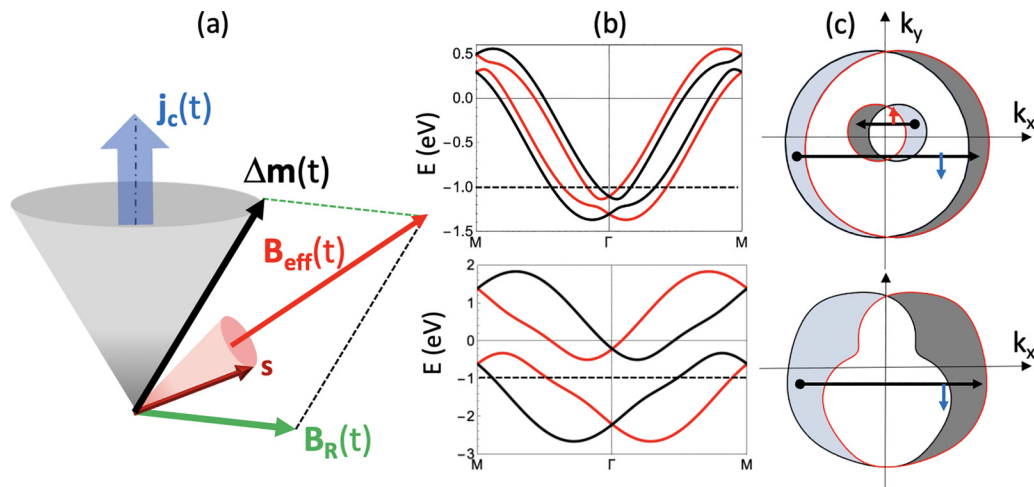 (a)
j_c(t)
Δm(t)
B_eff(t)
s
B_R(t)
(b)
0.5
0.0
-0.5
-1.0
-1.5
E (eV)
M Γ M
2
1
0
-1
-2
-3
E (eV)
M Γ M
(c)
k_y
k_x
k_x